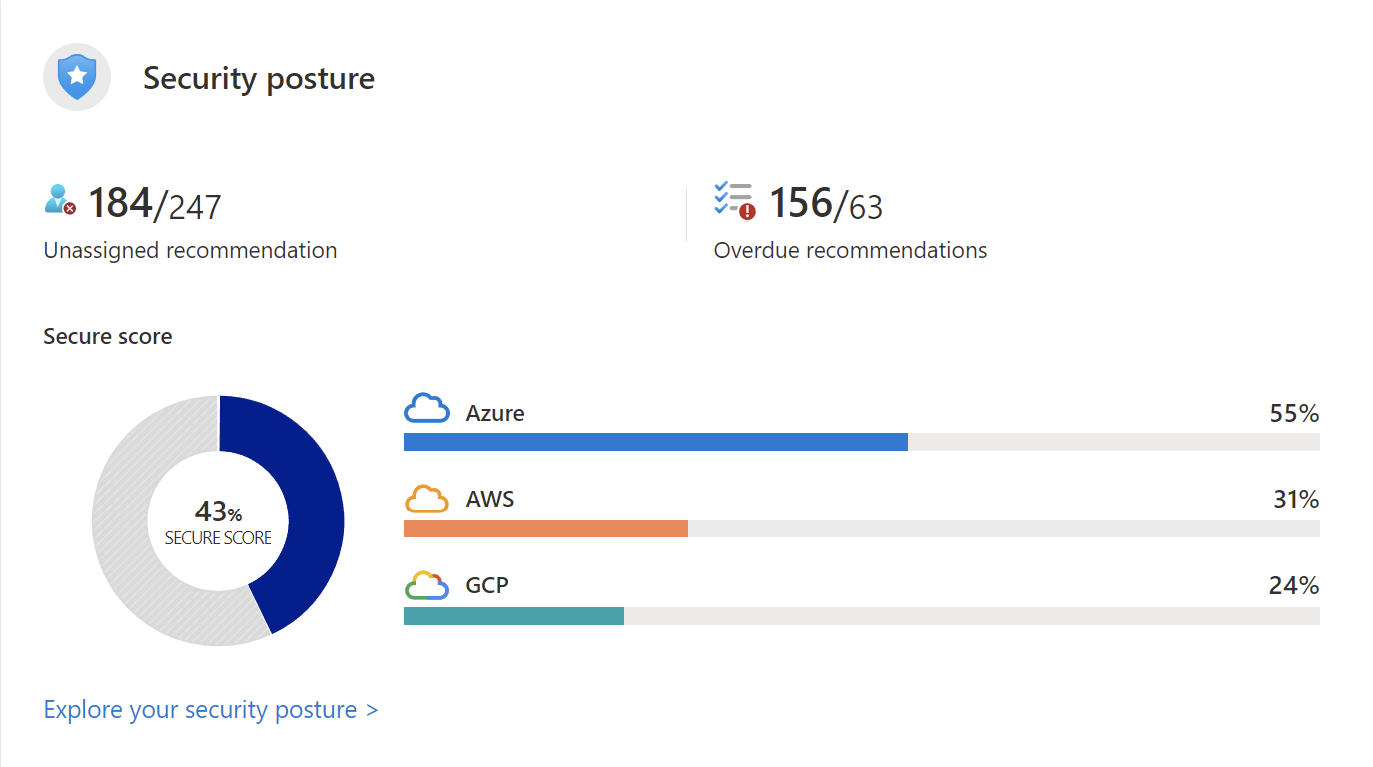 Security posture
184/247
Unassigned recommendation
156/63
Overdue recommendations
Secure score
43%
SECURE SCORE
Azure 55%
AWS 31%
GCP 24%
Explore your security posture >